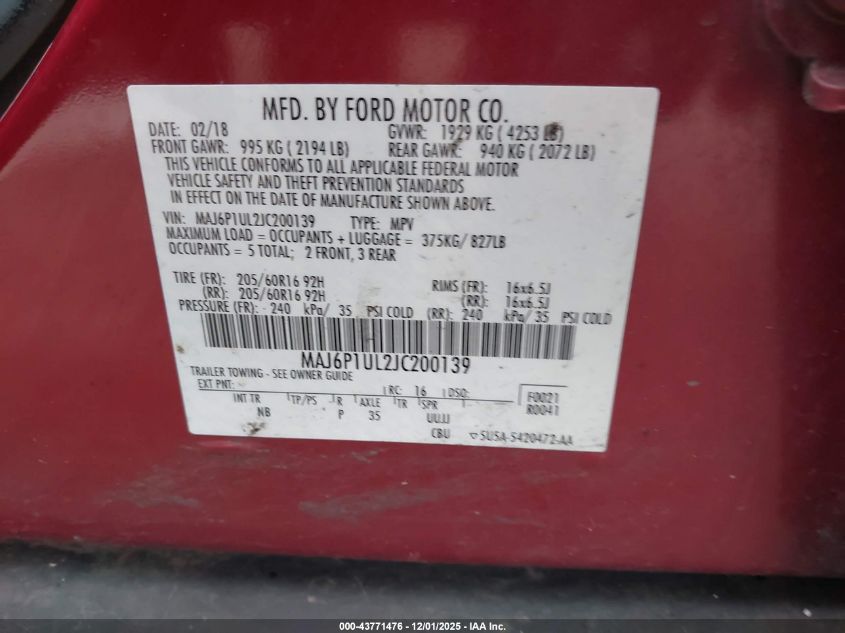 MFD. BY FORD MOTOR CO.
DATE: 02/18 GVWR: 1929 KG ( 4253 LB)
FRONT GAWR: 995 KG ( 2194 LB) REAR GAWR: 940 KG ( 2072 LB)
THIS VEHICLE CONFORMS TO ALL APPLICABLE FEDERAL MOTOR
VEHICLE SAFETY AND THEFT PREVENTION STANDARDS
IN EFFECT ON THE DATE OF MANUFACTURE SHOWN ABOVE.
VIN: MAJ6P1UL2JC200139 TYPE: MPV
MAXIMUM LOAD = OCCUPANTS + LUGGAGE = 375KG/ 827LB
OCCUPANTS = 5 TOTAL; 2 FRONT, 3 REAR
TIRE (FR): 205/60R16 92H RIMS (FR): 16x6.5J
(RR): 205/60R16 92H (RR): 16x6.5J
PRESSURE (FR): 240 kPa/ 35 PSI COLD (RR): 240 kPa/ 35 PSI COLD
MAJ6P1UL2JC200139
TRAILER TOWING - SEE OWNER GUIDE
EXT PNT: RC: 16 DSO: F0021
INT TR TP/PS R AXLE TR SPR R0041
NB P 35 UUJJ
CBU 5U5A-5420472-AA
000-43771476 | 12/01/2025 - IAA Inc.